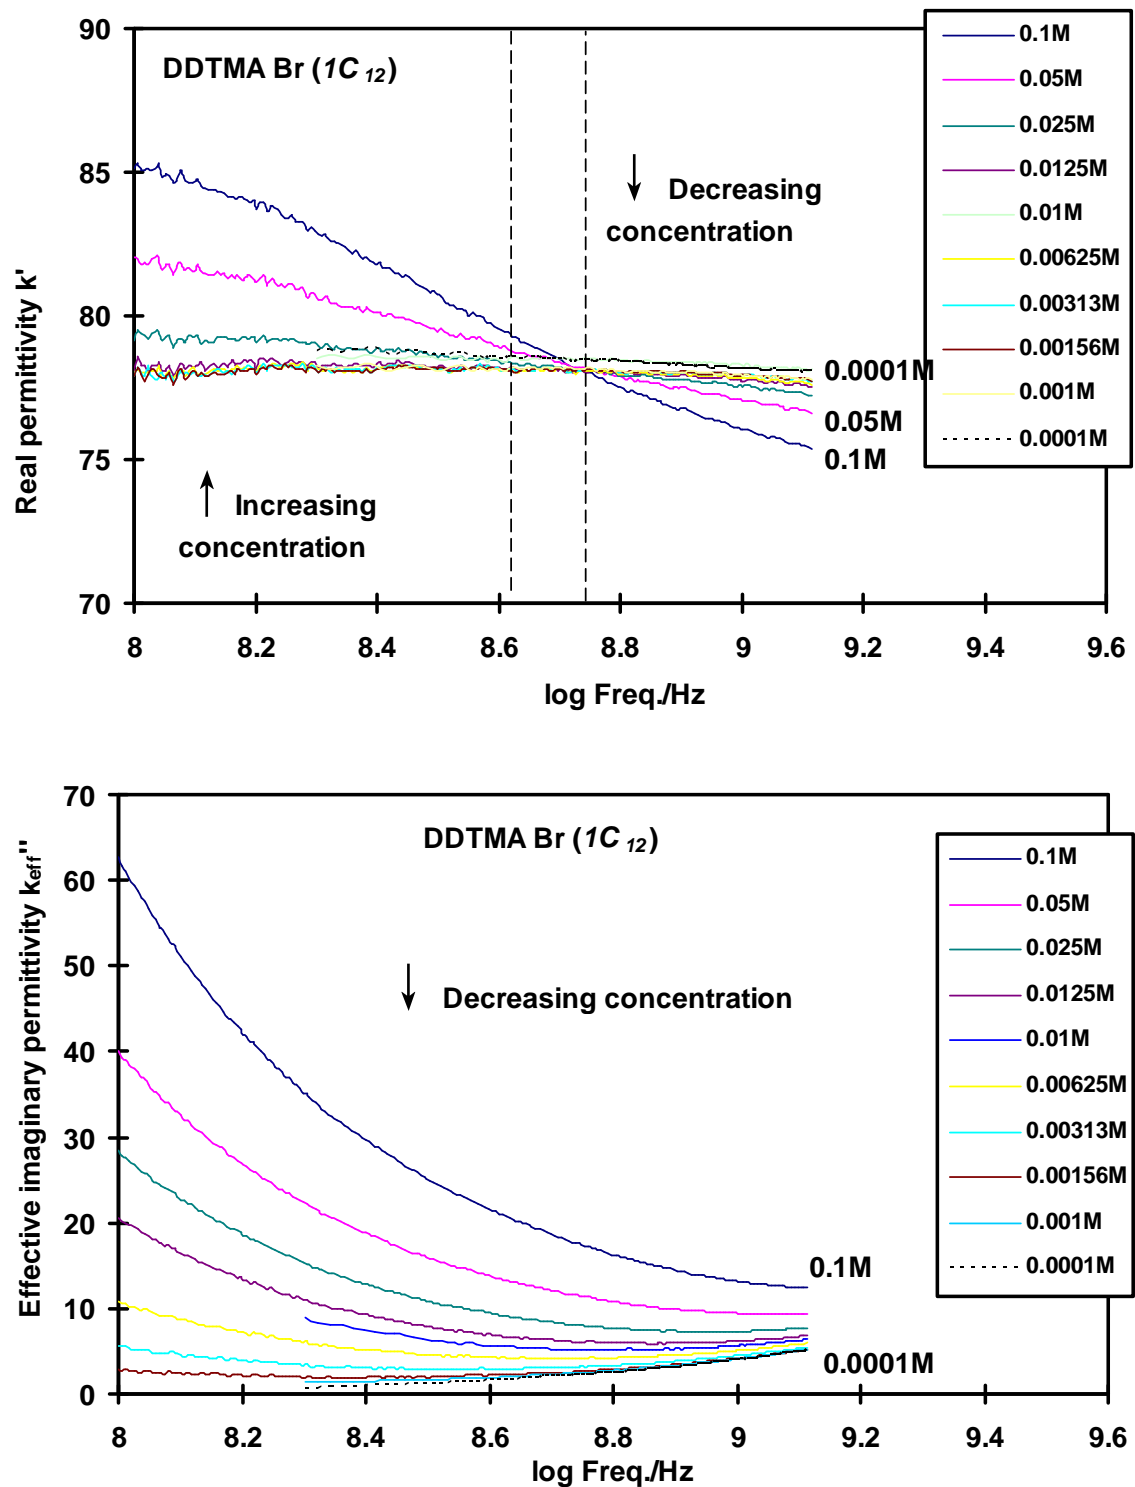 90
85
80
75
70
Real permittivity k'
DDTMA Br (1C 12)
Decreasing
concentration
Increasing
concentration
0.0001M
0.05M
0.1M
0.1M
0.05M
0.025M
0.0125M
0.01M
0.00625M
0.00313M
0.00156M
0.001M
0.0001M
8 8.2 8.4 8.6 8.8 9 9.2 9.4 9.6
log Freq./Hz
70
60
50
40
30
20
10
0
Effective imaginary permittivity keff"
DDTMA Br (1C 12)
Decreasing concentration
0.1M
0.0001M
0.1M
0.05M
0.025M
0.0125M
0.01M
0.00625M
0.00313M
0.00156M
0.001M
0.0001M
8 8.2 8.4 8.6 8.8 9 9.2 9.4 9.6
log Freq./Hz